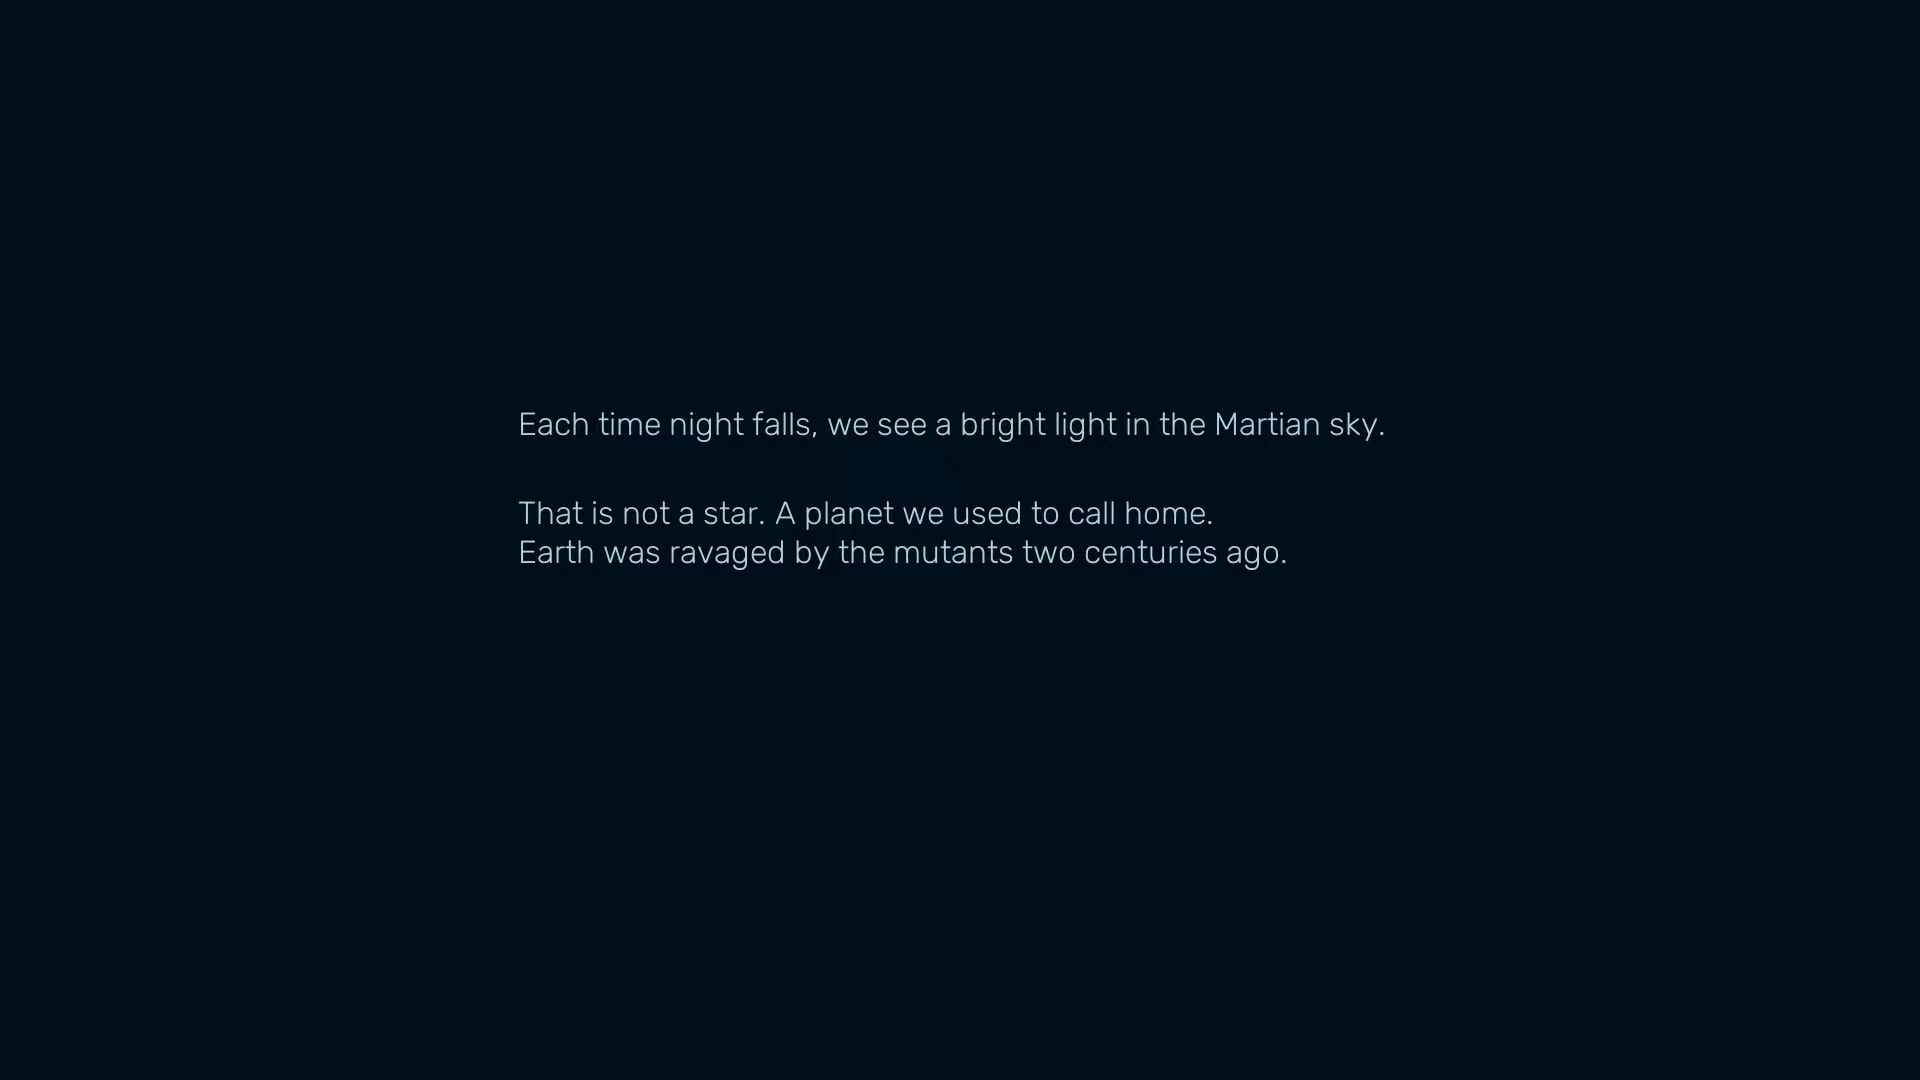 Each time night falls, we see a bright light in the Martian sky.
That is not a star. A planet we used to call home.
Earth was ravaged by the mutants two centuries ago.